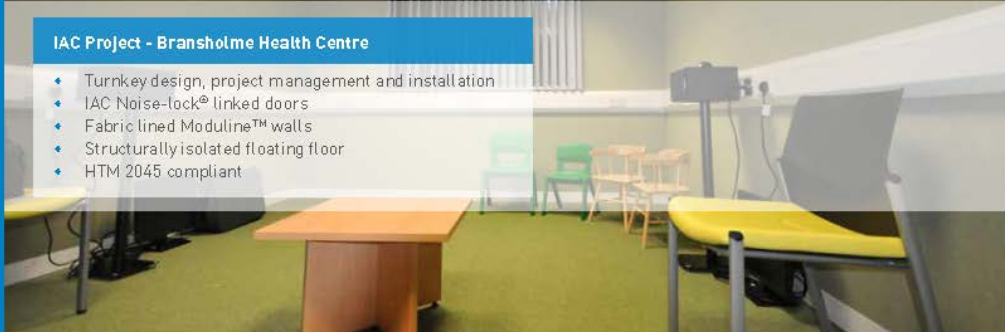 IAC Project - Bransholme Health Centre
Turnkey design, project management and installation
IAC Noise-lock® linked doors
Fabric lined Moduline™ walls
Structurally isolated floating floor
HTM 2045 compliant